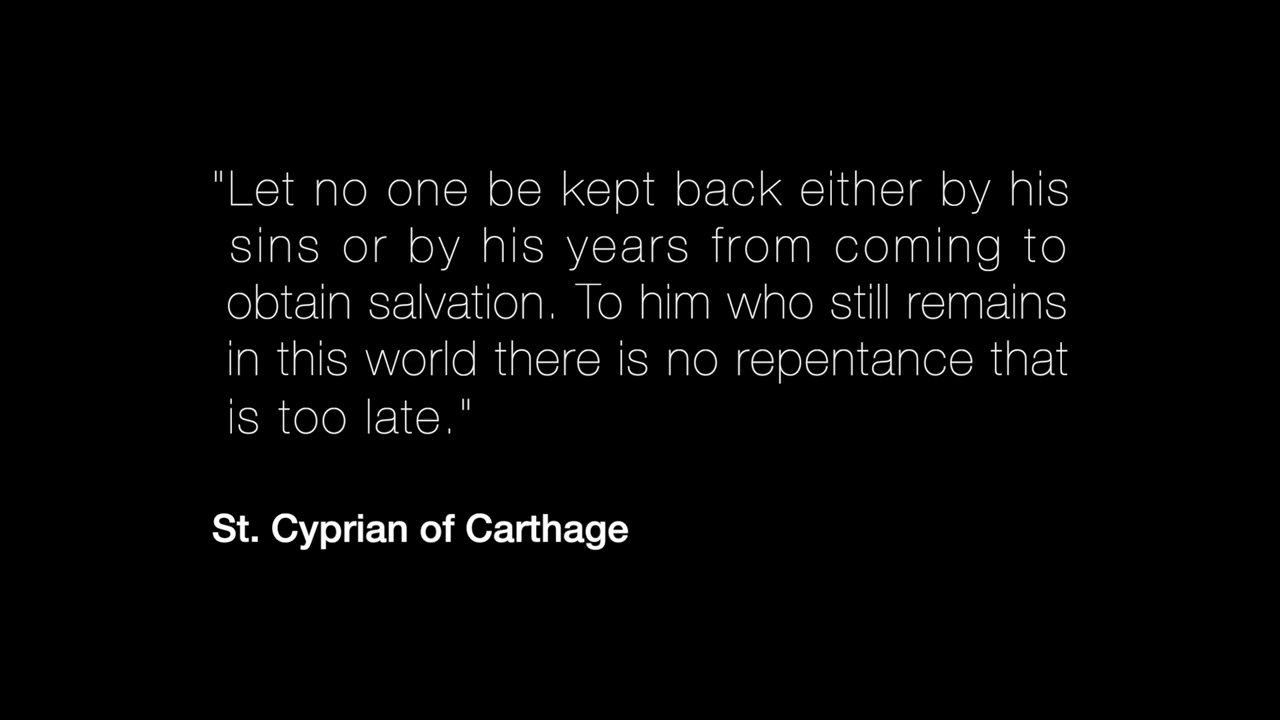 "Let no one be kept back either by his
sins or by his years from coming to
obtain salvation. To him who still remains
in this world there is no repentance that
is too late."
St. Cyprian of Carthage